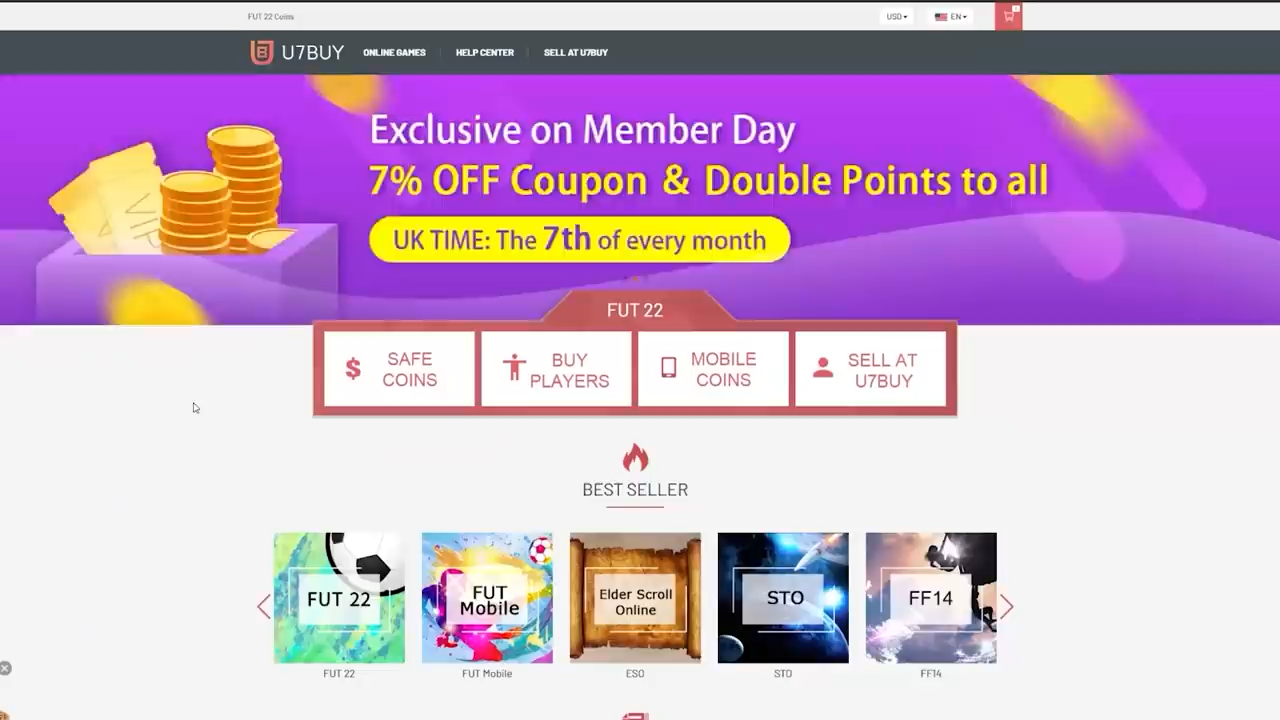 FUT 22 Coins
USD
EN
U7BUY
ONLINE GAMES
HELP CENTER
SELL AT U7BUY
Exclusive on Member Day
7% OFF Coupon & Double Points to all
UK TIME: The 7th of every month
VIP
FUT 22
SAFE
COINS
BUY
PLAYERS
MOBILE
COINS
SELL AT
U7BUY
BEST SELLER
FUT 22
FUT
Mobile
Elder Scroll
Online
STO
FF14
FUT 22
FUT Mobile
ESO
STO
FF14